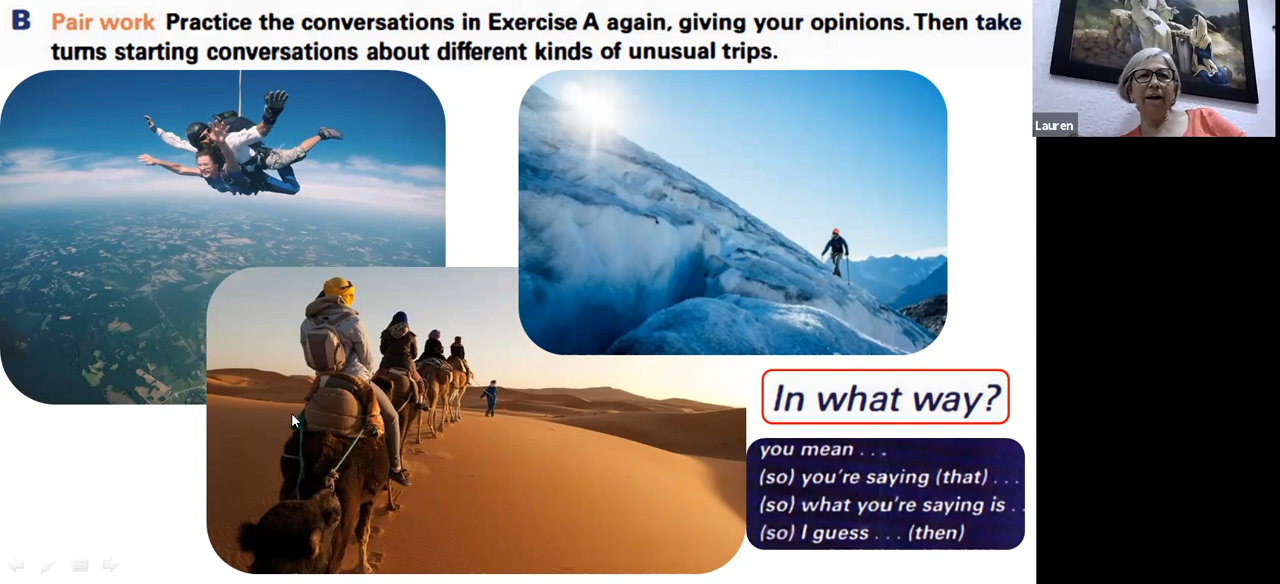 B Pair work Practice the conversations in Exercise A again, giving your opinions. Then take
turns starting conversations about different kinds of unusual trips.
Lauren
In what way?
you mean . . .
(so) you're saying (that) . . .
(so) what you're saying is . .
(so) I guess . . . (then)